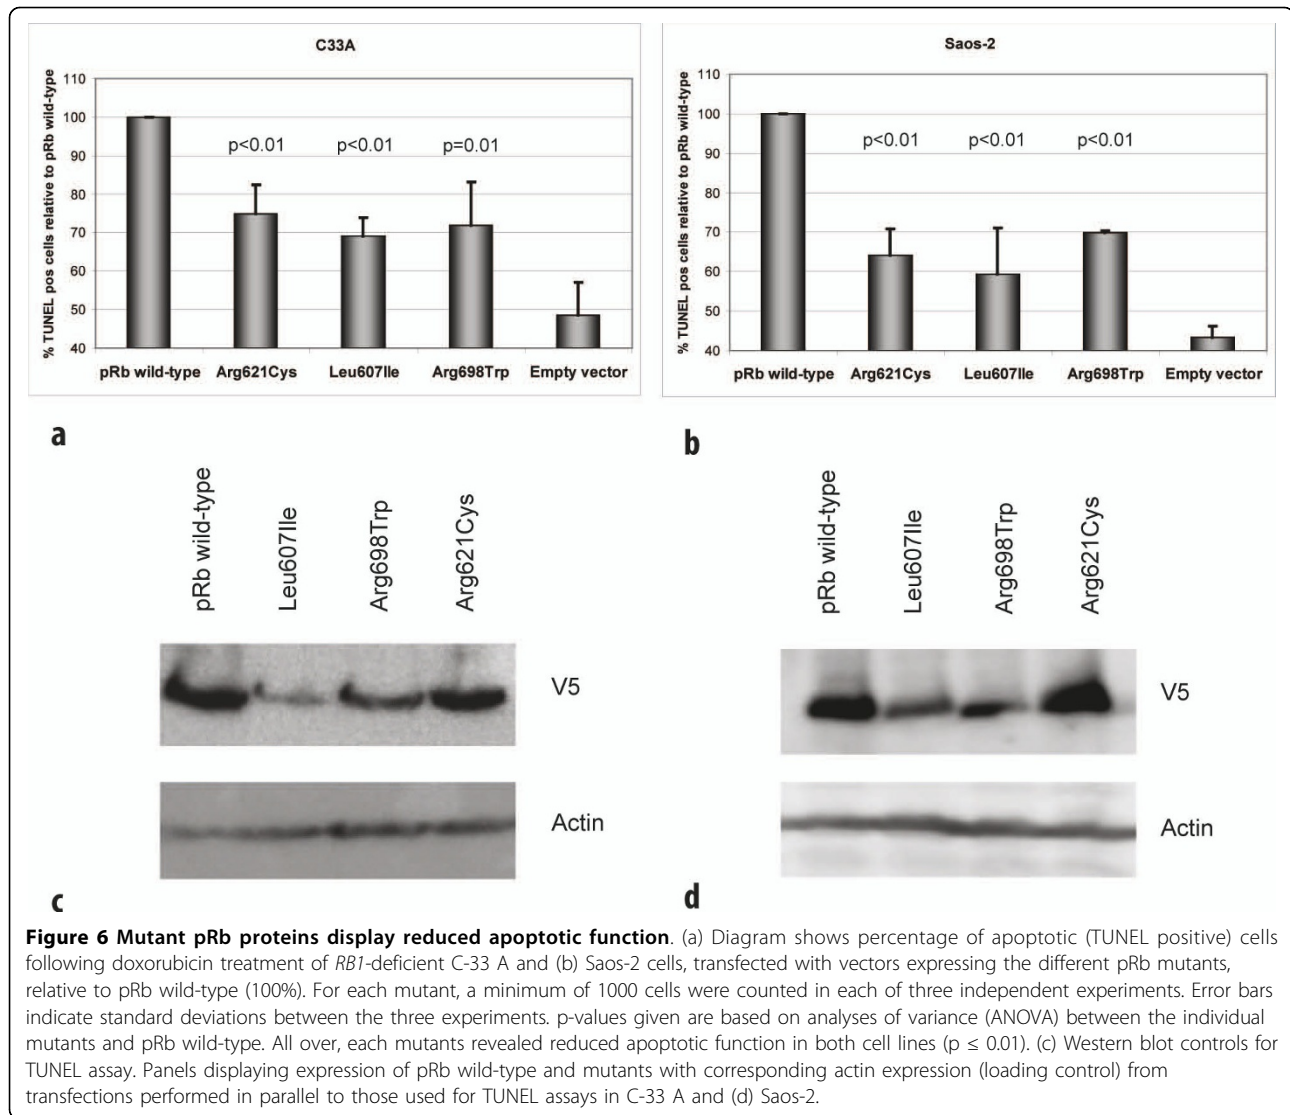 C33A
% TUNEL pos cells relative to pRb wild-type
110
100
90
80
70
60
50
40
p<0.01
p<0.01
p=0.01
pRb wild-type
Arg621Cys
Leu607Ile
Arg698Trp
Empty vector
a
Saos-2
% TUNEL pos cells relative to pRb wild-type
110
100
90
80
70
60
50
40
p<0.01
p<0.01
p<0.01
pRb wild-type
Arg621Cys
Leu607Ile
Arg698Trp
Empty vector
b
pRb wild-type
Leu607Ile
Arg698Trp
Arg621Cys
V5
Actin
c
pRb wild-type
Leu607Ile
Arg698Trp
Arg621Cys
V5
Actin
d
Figure 6 Mutant pRb proteins display reduced apoptotic function. (a) Diagram shows percentage of apoptotic (TUNEL positive) cells
following doxorubicin treatment of RB1-deficient C-33 A and (b) Saos-2 cells, transfected with vectors expressing the different pRb mutants,
relative to pRb wild-type (100%). For each mutant, a minimum of 1000 cells were counted in each of three independent experiments. Error bars
indicate standard deviations between the three experiments. p-values given are based on analyses of variance (ANOVA) between the individual
mutants and pRb wild-type. All over, each mutants revealed reduced apoptotic function in both cell lines (p ≤ 0.01). (c) Western blot controls for
TUNEL assay. Panels displaying expression of pRb wild-type and mutants with corresponding actin expression (loading control) from
transfections performed in parallel to those used for TUNEL assays in C-33 A and (d) Saos-2.